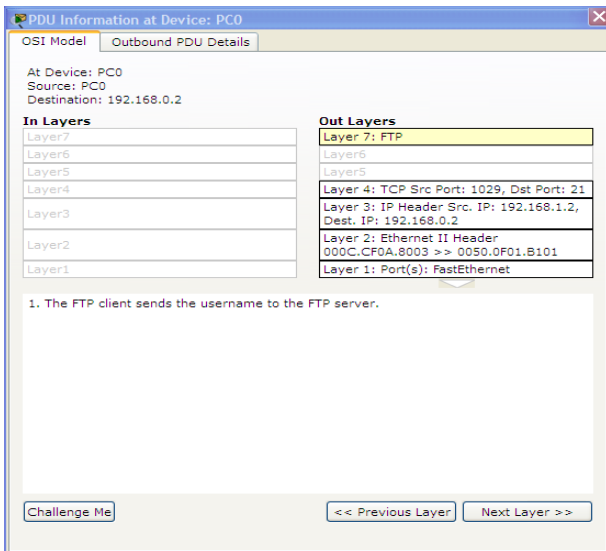 PDU Information at Device: PC0
OSI Model
Outbound PDU Details
At Device: PC0
Source: PC0
Destination: 192.168.0.2
In Layers
Layer7
Layer6
Layer5
Layer4
Layer3
Layer2
Layer1
Out Layers
Layer 7: FTP
Layer6
Layer5
Layer 4: TCP Src Port: 1029, Dst Port: 21
Layer 3: IP Header Src. IP: 192.168.1.2,
Dest. IP: 192.168.0.2
Layer 2: Ethernet II Header
000C.CF0A.8003 >> 0050.0F01.B101
Layer 1: Port(s): FastEthernet
1. The FTP client sends the username to the FTP server.
Challenge Me
<< Previous Layer
Next Layer >>